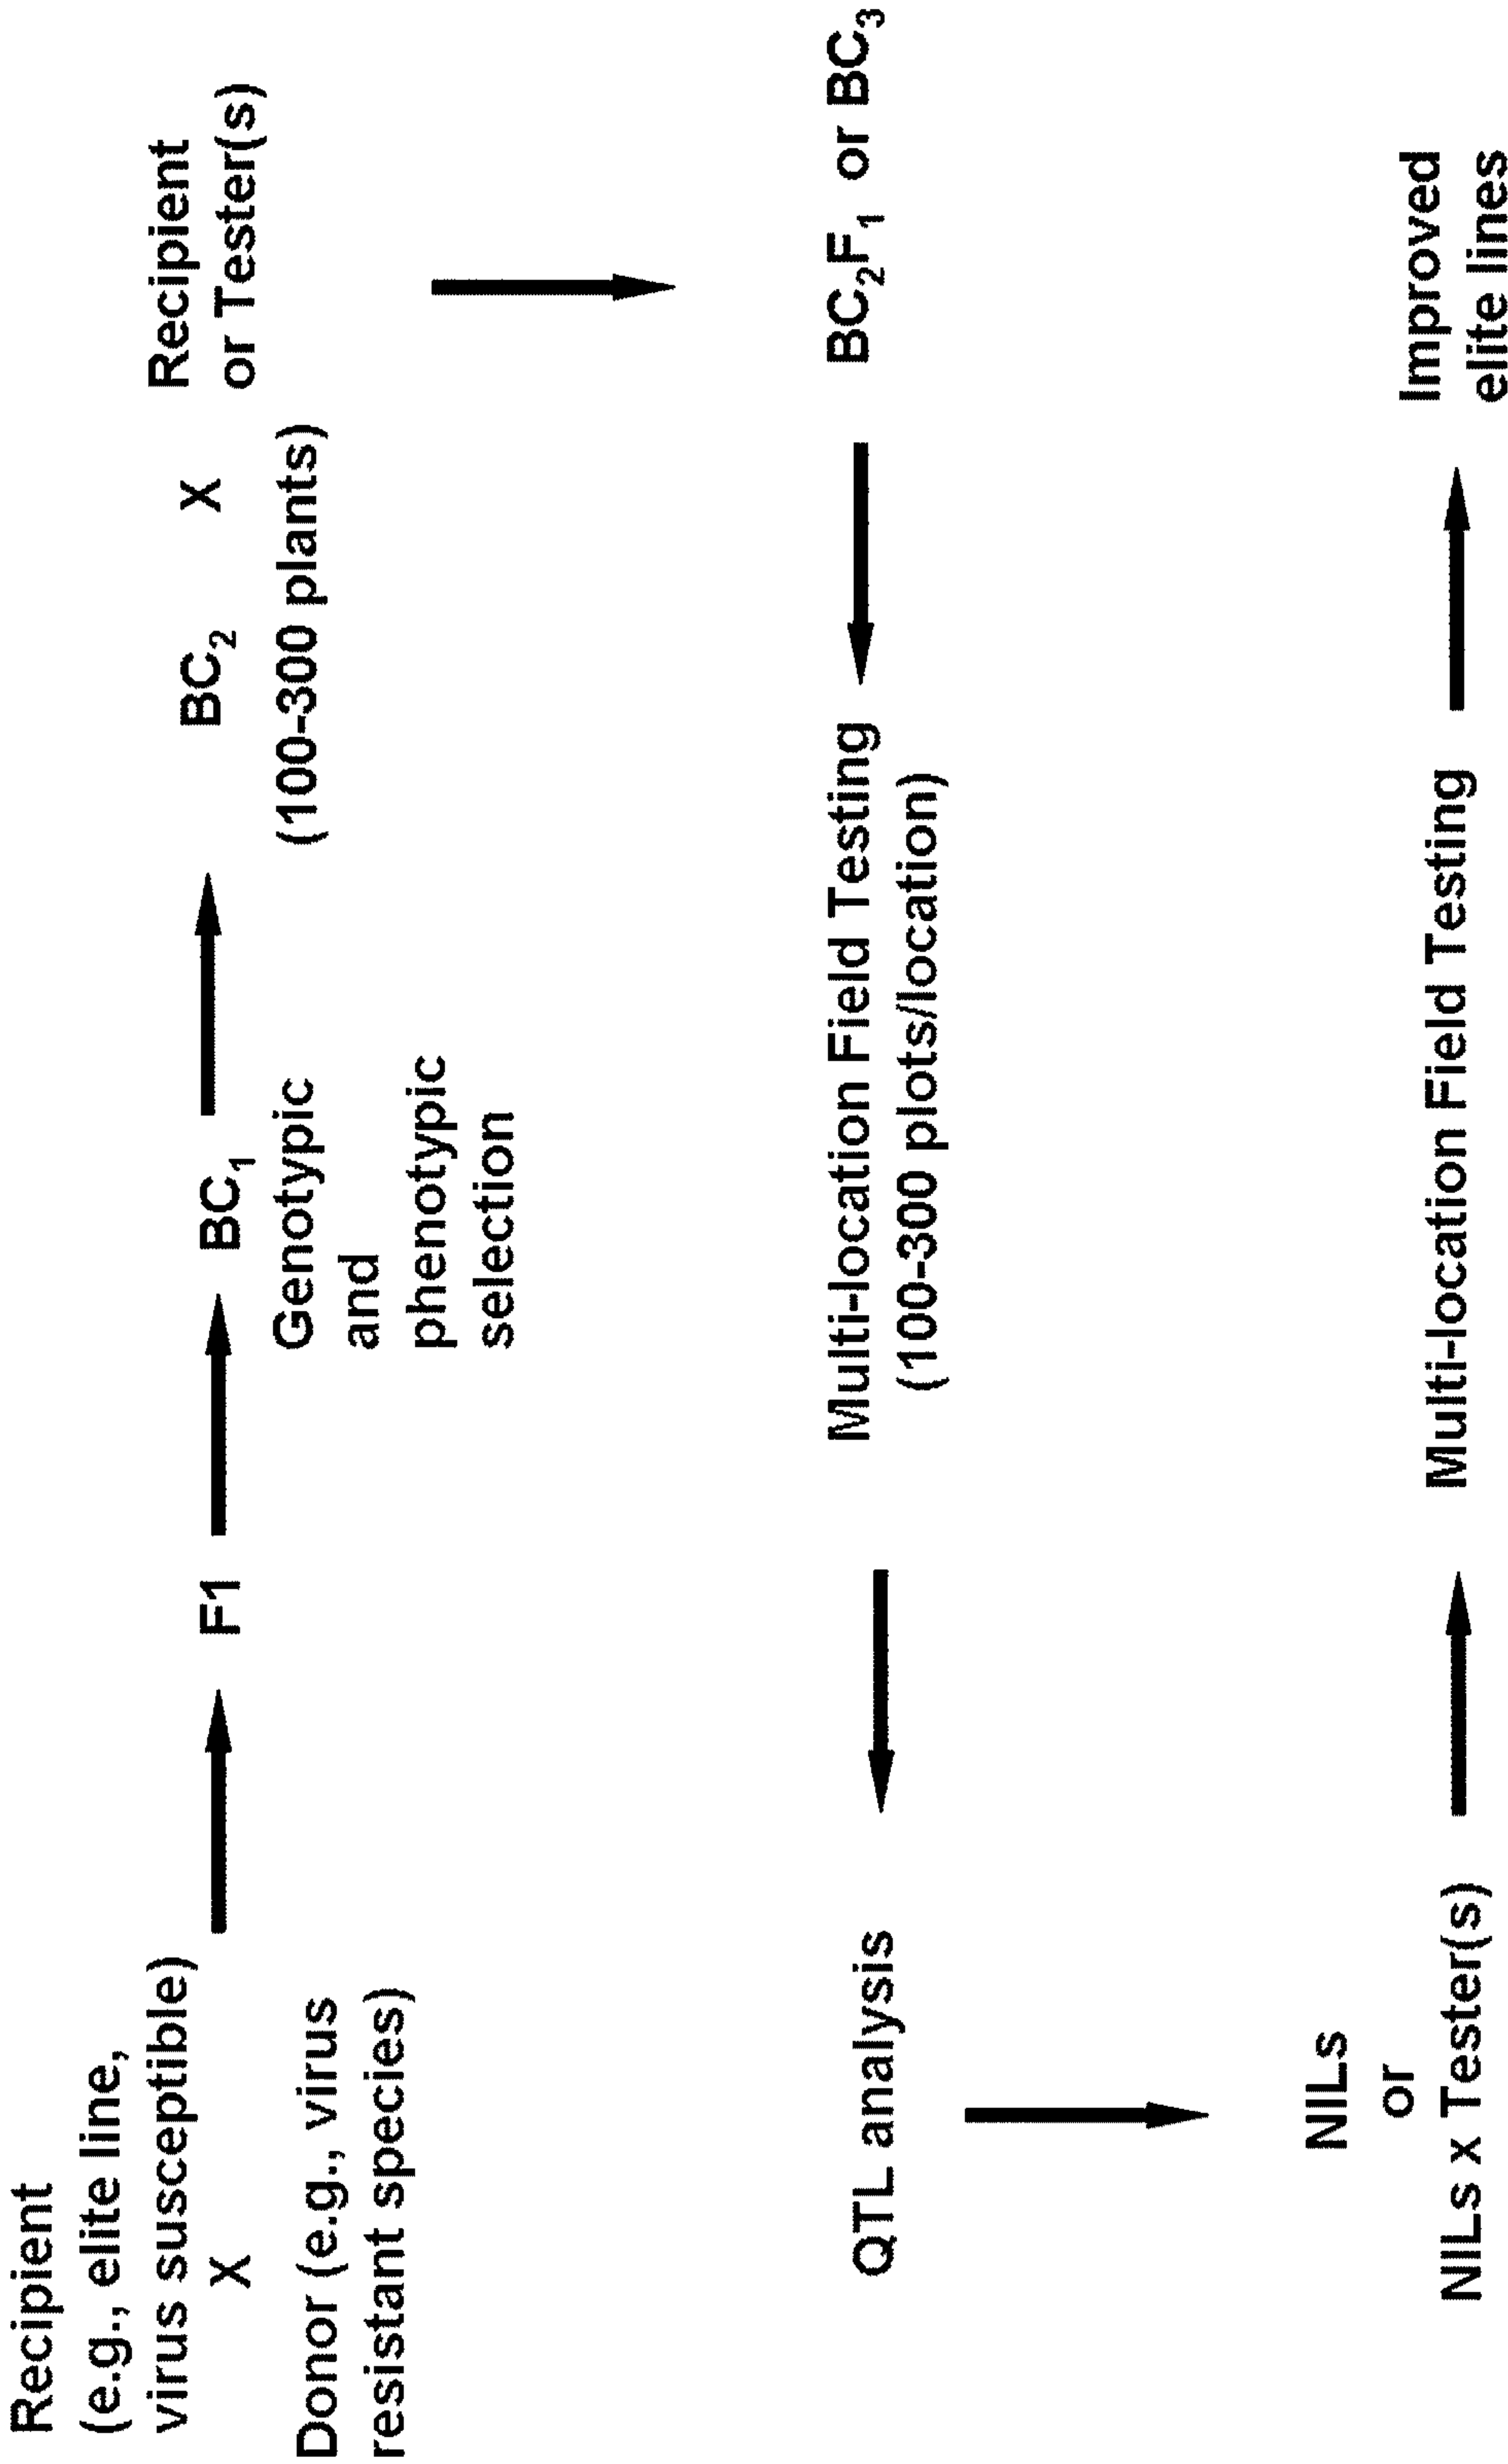 Recipient
(e.g., elite line,
virus susceptible)
X
Donor (e.g., virus
resistant species)
F1
BC1
Genotypic
and
phenotypic
selection
BC2 X
(100-300 plants)
Recipient
or Tester(s)
BC2F1 or BC3
Multi-location Field Testing
(100-300 plots/location)
QTL analysis
NILs
or
NILs x Tester(s)
Multi-location Field Testing
Improved
elite lines